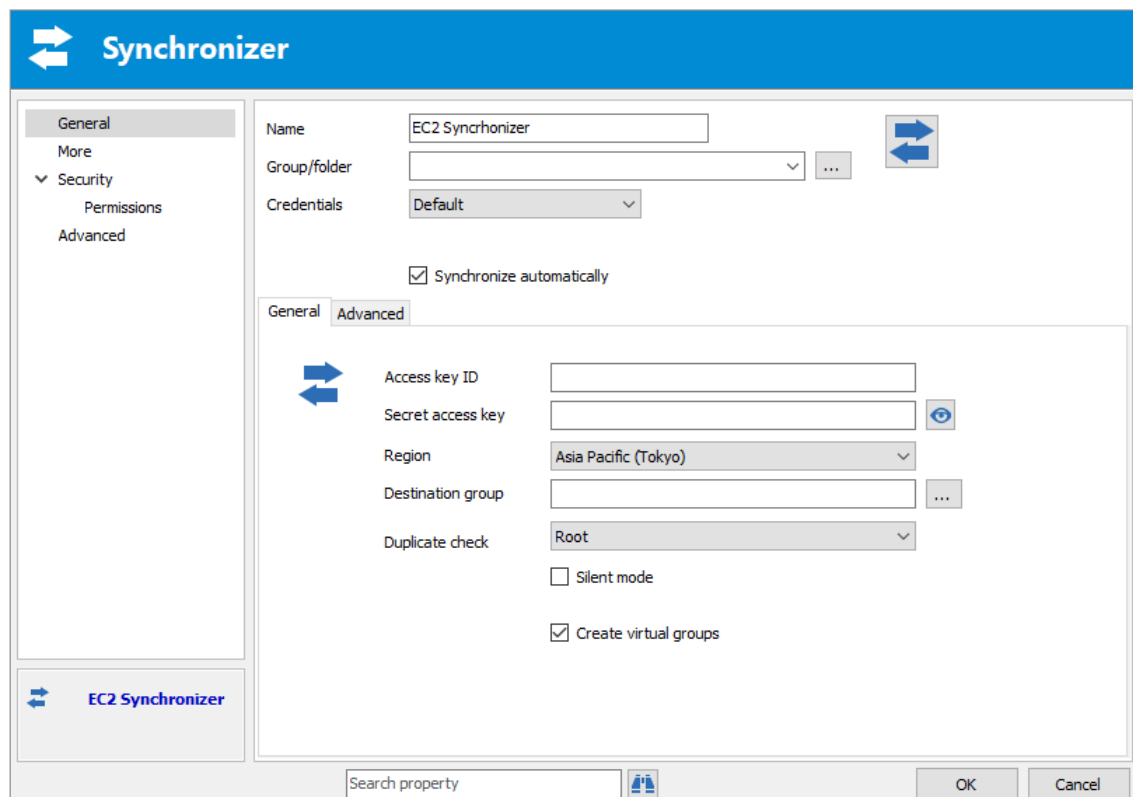 Synchronizer
General
More
Security
Permissions
Advanced
EC2 Synchronizer
Name
EC2 Syncrhonizer
Group/folder
...
Credentials
Default
Synchronize automatically
General
Advanced
Access key ID
Secret access key
Region
Asia Pacific (Tokyo)
Destination group
...
Duplicate check
Root
Silent mode
Create virtual groups
Search property
OK
Cancel